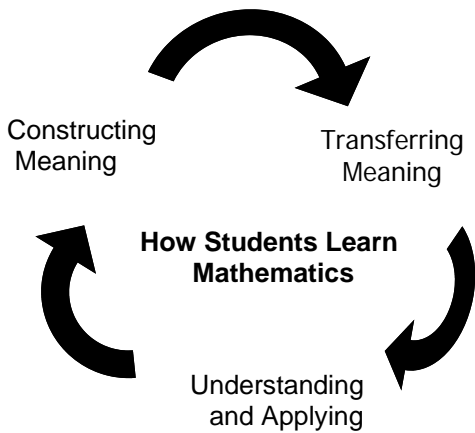 Constructing
Meaning
Transferring
Meaning
How Students Learn
Mathematics
Understanding
and Applying